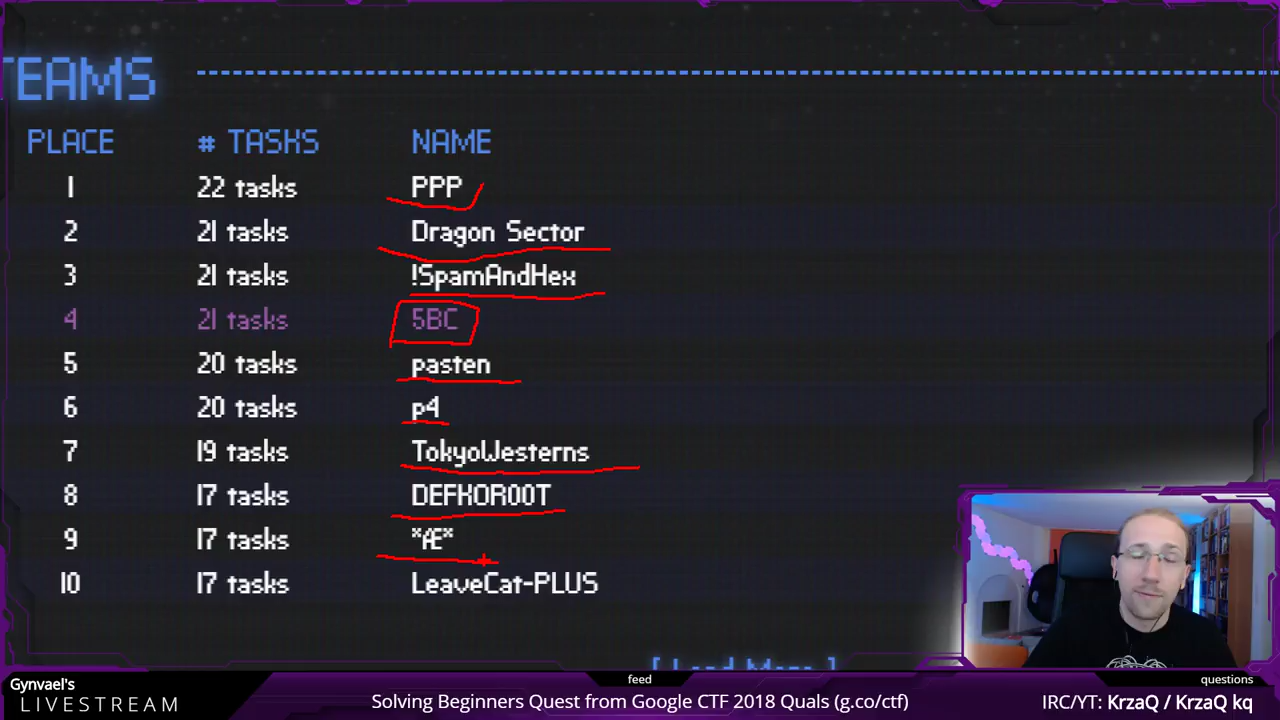 TEAMS
PLACE # TASKS NAME
1 22 tasks PPP
2 21 tasks Dragon Sector
3 21 tasks !SpamAndHex
4 21 tasks 5BC
5 20 tasks pasten
6 20 tasks p4
7 19 tasks TokyoWesterns
8 17 tasks DEFKOR00T
9 17 tasks *Æ*
10 17 tasks LeaveCat-PLUS
[ Load More ]
Gynvael's
LIVESTREAM
feed
Solving Beginners Quest from Google CTF 2018 Quals (g.co/ctf)
questions
IRC/YT: KrzaQ / KrzaQ kq